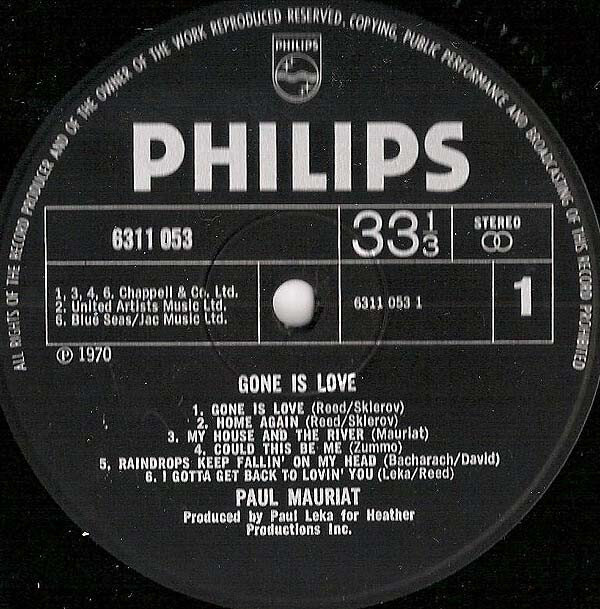 ALL RIGHTS OF THE RECORD PRODUCER AND OF THE OWNER OF THE WORK REPRODUCED RESERVED. COPYING, PUBLIC PERFORMANCE AND BROADCASTING OF THIS RECORD PROHIBITED
PHILIPS
PHILIPS
6311 053
33⅓
STEREO
1, 3, 4, 6. Chappell & Co. Ltd.
2. United Artists Music Ltd.
5. Blue Seas/Jac Music Ltd.
6311 053 1
1
℗ 1970
GONE IS LOVE
1. GONE IS LOVE (Reed/Sklerov)
2. HOME AGAIN (Reed/Sklerov)
3. MY HOUSE AND THE RIVER (Mauriat)
4. COULD THIS BE ME (Zummo)
5. RAINDROPS KEEP FALLIN' ON MY HEAD (Bacharach/David)
6. I GOTTA GET BACK TO LOVIN' YOU (Leka/Reed)
PAUL MAURIAT
Produced by Paul Leka for Heather
Productions Inc.